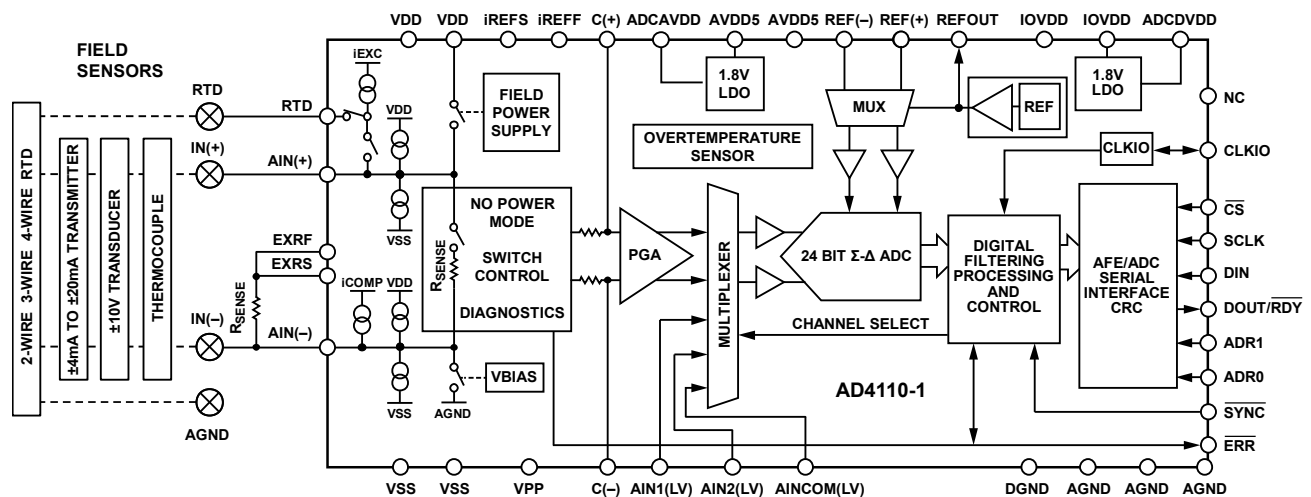 VDD VDD iREFS iREFF C(+) ADCAVDD AVDD5 AVDD5 REF(–) REF(+) REFOUT IOVDD IOVDD ADCDVDD
FIELD
SENSORS
iEXC
1.8V
LDO
1.8V
LDO
RTD
RTD
VDD
FIELD
POWER
SUPPLY
MUX
REF
NC
IN(+)
AIN(+)
OVERTEMPERATURE
SENSOR
CLKIO
CLKIO
2-WIRE 3-WIRE 4-WIRE RTD
±4mA TO ±20mA TRANSMITTER
±10V TRANSDUCER
THERMOCOUPLE
VSS
NO POWER
MODE
SWITCH
CONTROL
DIAGNOSTICS
RSENSE
PGA
MULTIPLEXER
24 BIT Σ-Δ ADC
DIGITAL
FILTERING
PROCESSING
AND
CONTROL
AFE/ADC
SERIAL
INTERFACE
CRC
CS
SCLK
DIN
DOUT/RDY
ADR1
ADR0
SYNC
ERR
EXRF
EXRS
RSENSE
iCOMP
VDD
IN(–)
AIN(–)
CHANNEL SELECT
VSS
VBIAS
AGND
AGND
AD4110-1
VSS VSS VPP C(–) AIN1(LV) AIN2(LV) AINCOM(LV) DGND AGND AGND AGND